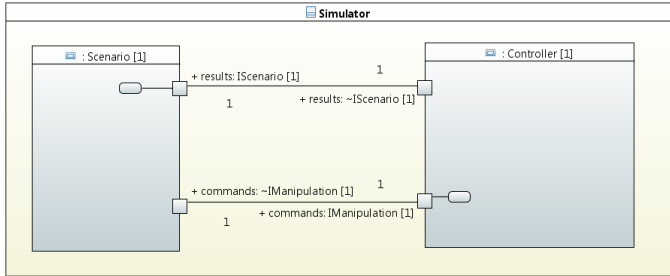 Simulator
: Scenario [1]
: Controller [1]
+ results: IScenario [1]
1
1
+ results: ~IScenario [1]
+ commands: ~IManipulation [1]
1
1
+ commands: IManipulation [1]